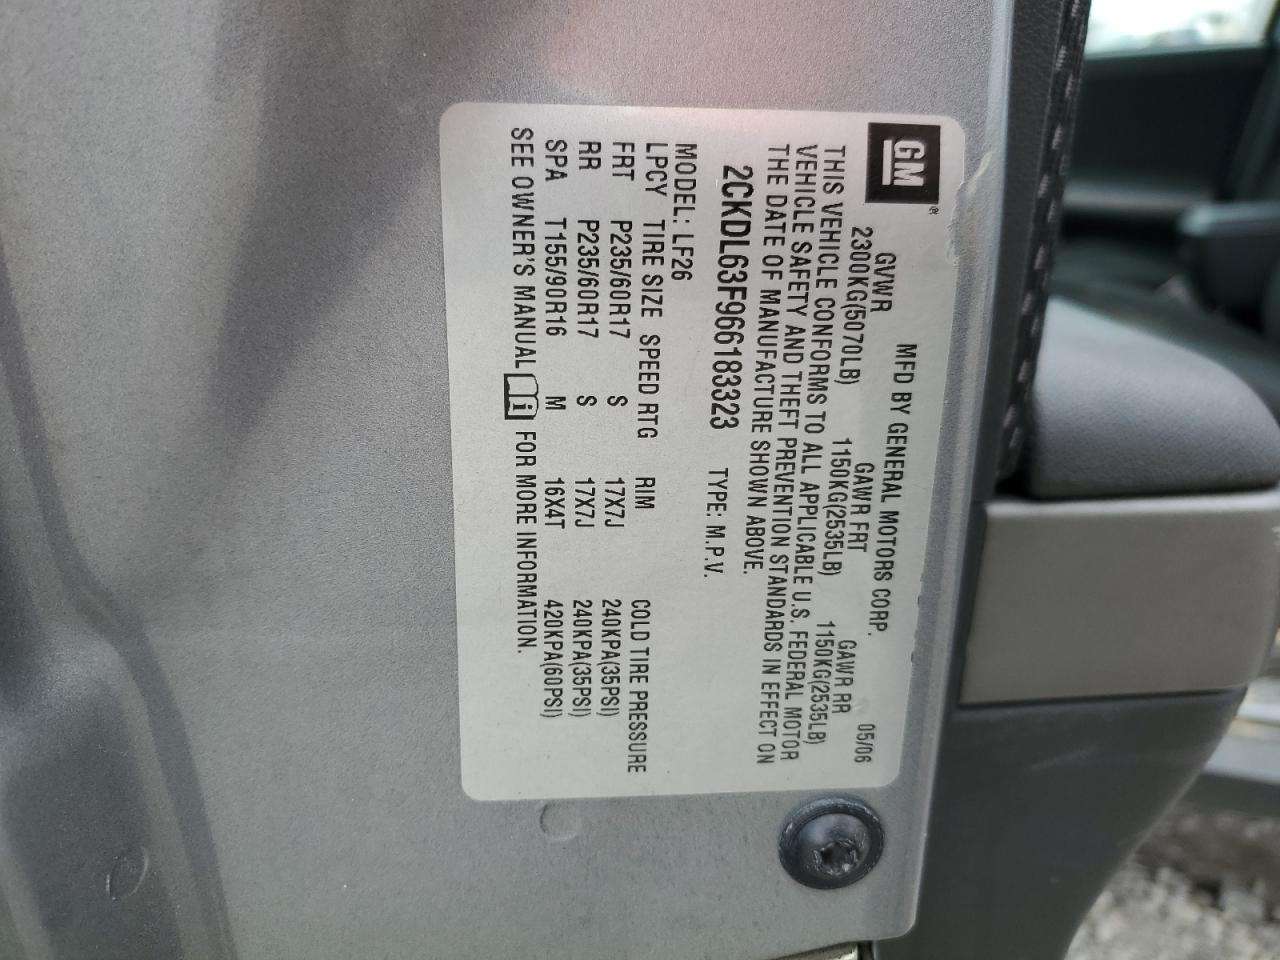 GM®
MFD BY GENERAL MOTORS CORP. 05/06
GVWR GAWR FRT GAWR RR
2300KG(5070LB) 1150KG(2535LB) 1150KG(2535LB)
THIS VEHICLE CONFORMS TO ALL APPLICABLE U.S. FEDERAL MOTOR
VEHICLE SAFETY AND THEFT PREVENTION STANDARDS IN EFFECT ON
THE DATE OF MANUFACTURE SHOWN ABOVE.
2CKDL63F966183323 TYPE: M.P.V.
MODEL: LF26
LPCY TIRE SIZE SPEED RTG RIM COLD TIRE PRESSURE
FRT P235/60R17 S 17X7J 240KPA(35PSI)
RR P235/60R17 S 17X7J 240KPA(35PSI)
SPA T155/90R16 M 16X4T 420KPA(60PSI)
SEE OWNER'S MANUAL i FOR MORE INFORMATION.